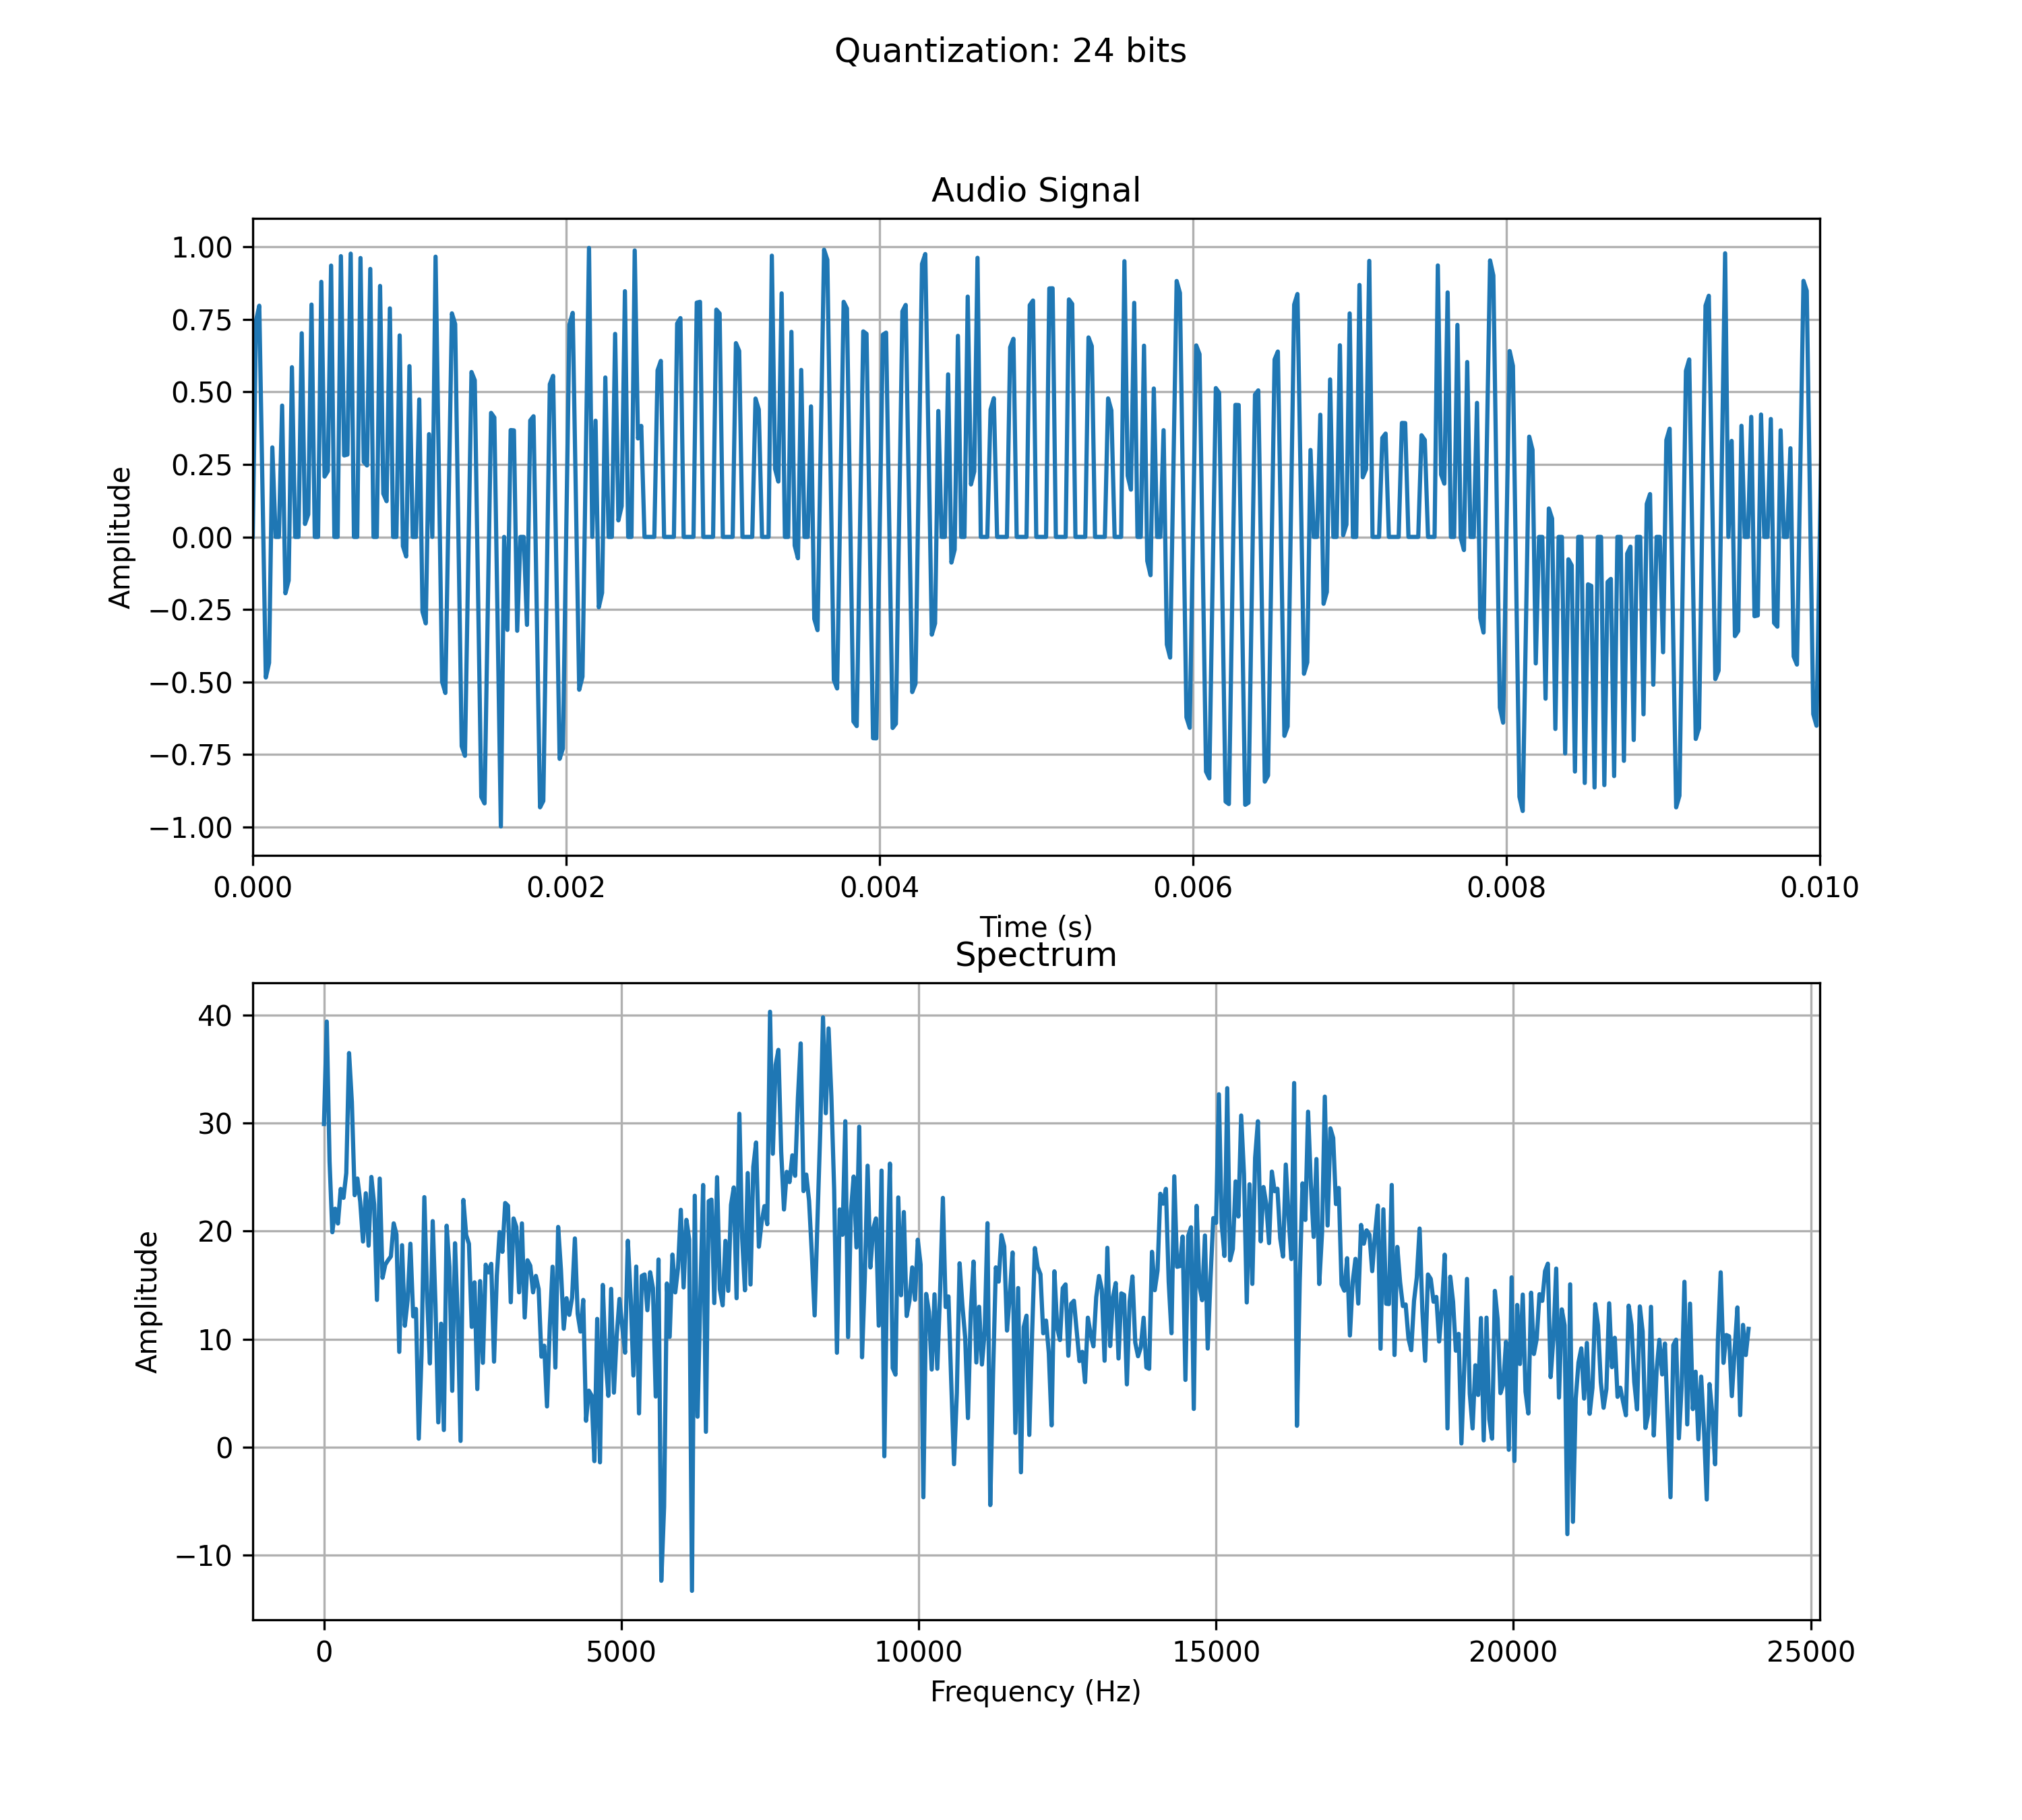 Quantization: 24 bits
Audio Signal
1.00
0.75
0.50
0.25
0.00
−0.25
−0.50
−0.75
−1.00
Amplitude
0.000 0.002 0.004 0.006 0.008 0.010
Time (s)
Spectrum
40
30
20
10
0
−10
Amplitude
0 5000 10000 15000 20000 25000
Frequency (Hz)